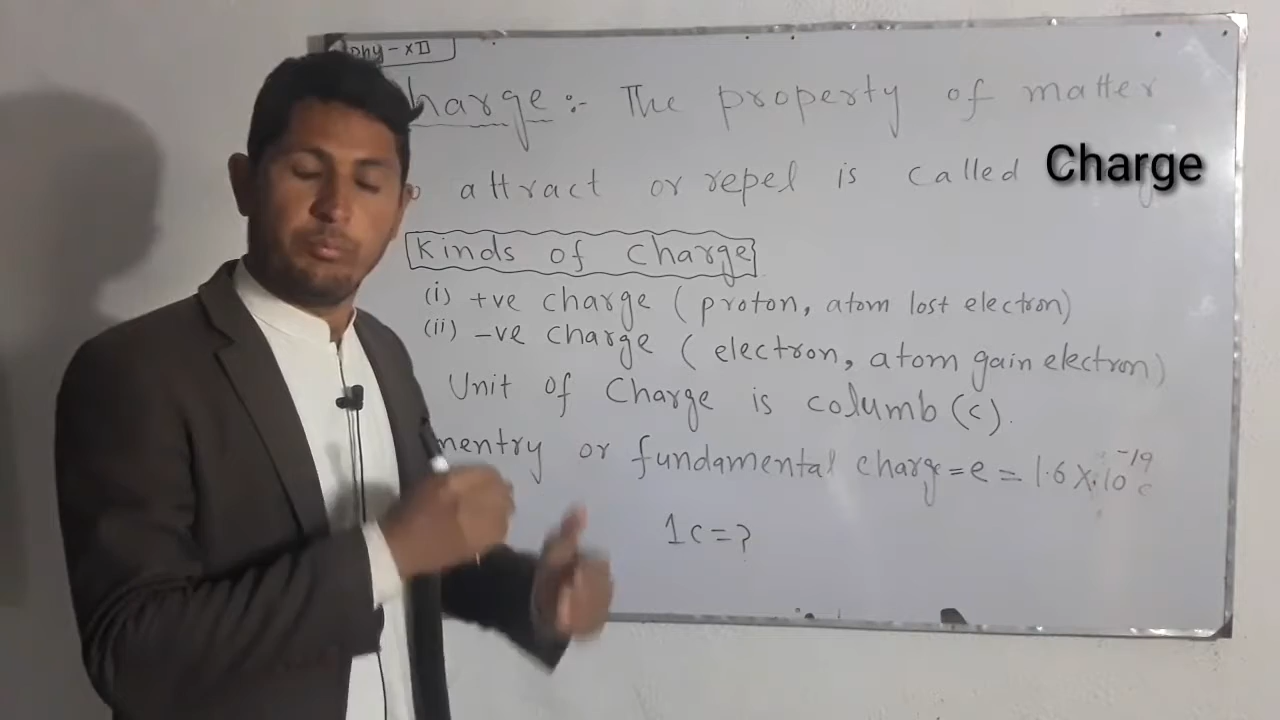 phy-XII
harge :- The property of matter
o attract or repel is called Charge
Kinds of charge
(i) +ve charge (proton, atom lost electron)
(ii) -ve charge (electron, atom gain electron)
Unit of Charge is columb (c).
mentry or fundamental charge=e = 1.6 X 10⁻¹⁹ c
1c=?